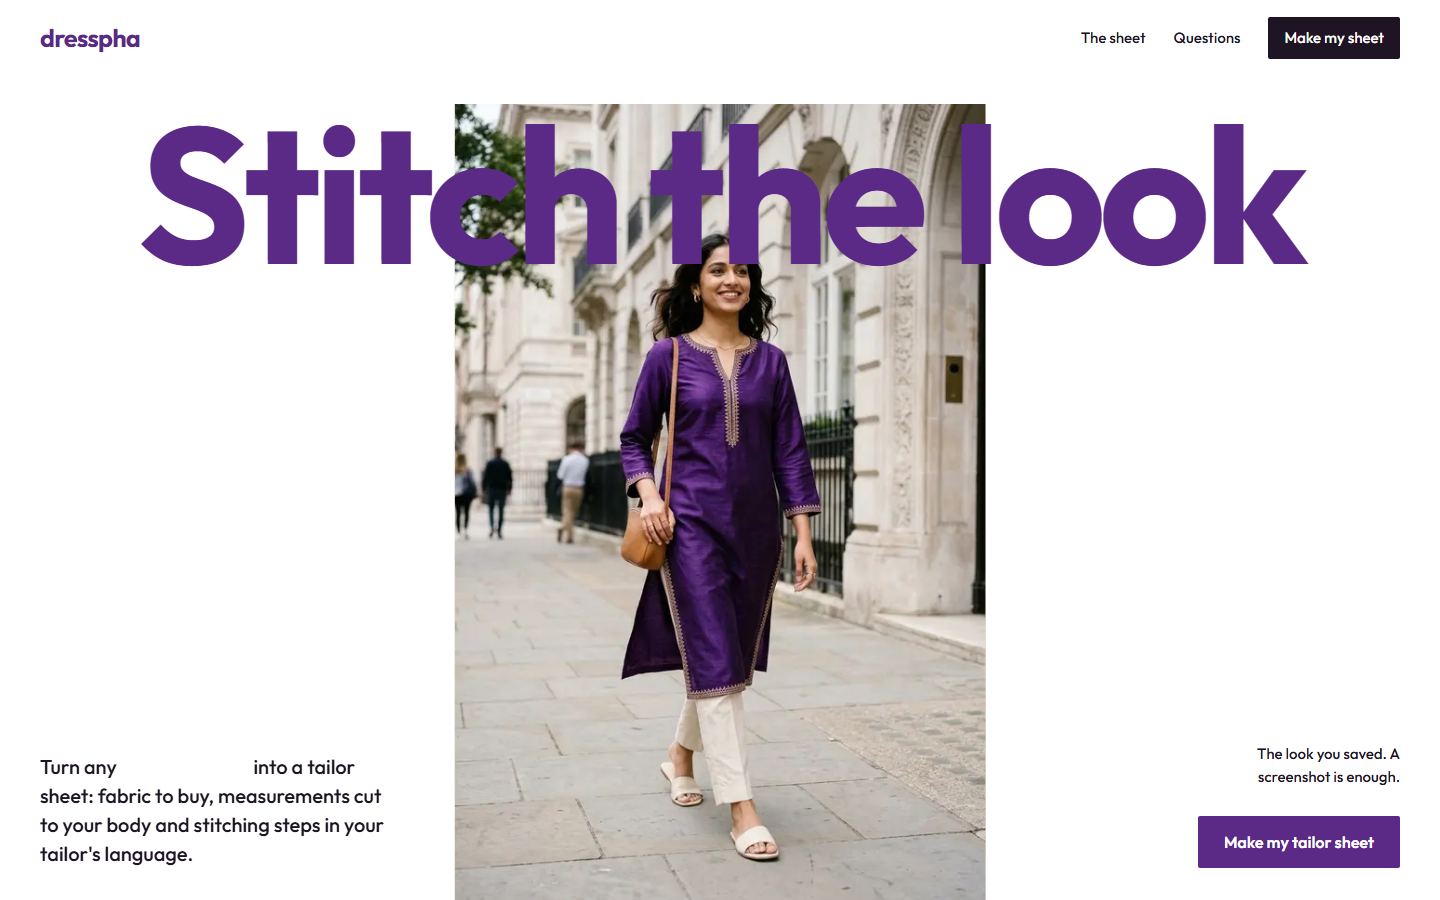 dresspha
The sheet
Questions
Make my sheet
Stitch the look
Turn any into a tailor
sheet: fabric to buy, measurements cut
to your body and stitching steps in your
tailor's language.
The look you saved. A
screenshot is enough.
Make my tailor sheet